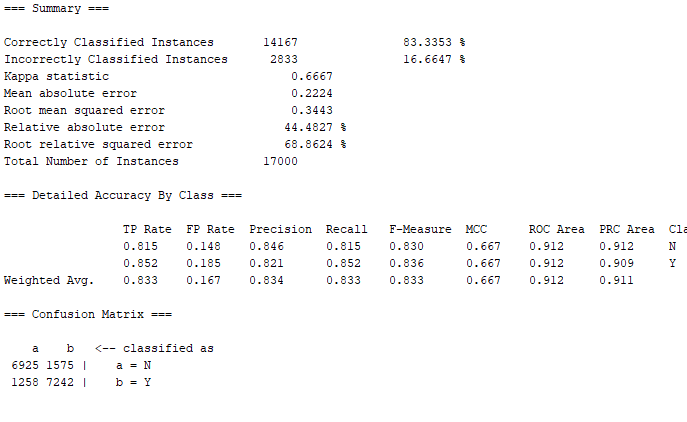 === Summary ===
Correctly Classified Instances 14167 83.3353 %
Incorrectly Classified Instances 2833 16.6647 %
Kappa statistic 0.6667
Mean absolute error 0.2224
Root mean squared error 0.3443
Relative absolute error 44.4827 %
Root relative squared error 68.8624 %
Total Number of Instances 17000
=== Detailed Accuracy By Class ===
TP Rate FP Rate Precision Recall F-Measure MCC ROC Area PRC Area Cla
0.815 0.148 0.846 0.815 0.830 0.667 0.912 0.912 N
0.852 0.185 0.821 0.852 0.836 0.667 0.912 0.909 Y
Weighted Avg. 0.833 0.167 0.834 0.833 0.833 0.667 0.912 0.911
=== Confusion Matrix ===
a b <-- classified as
6925 1575 | a = N
1258 7242 | b = Y